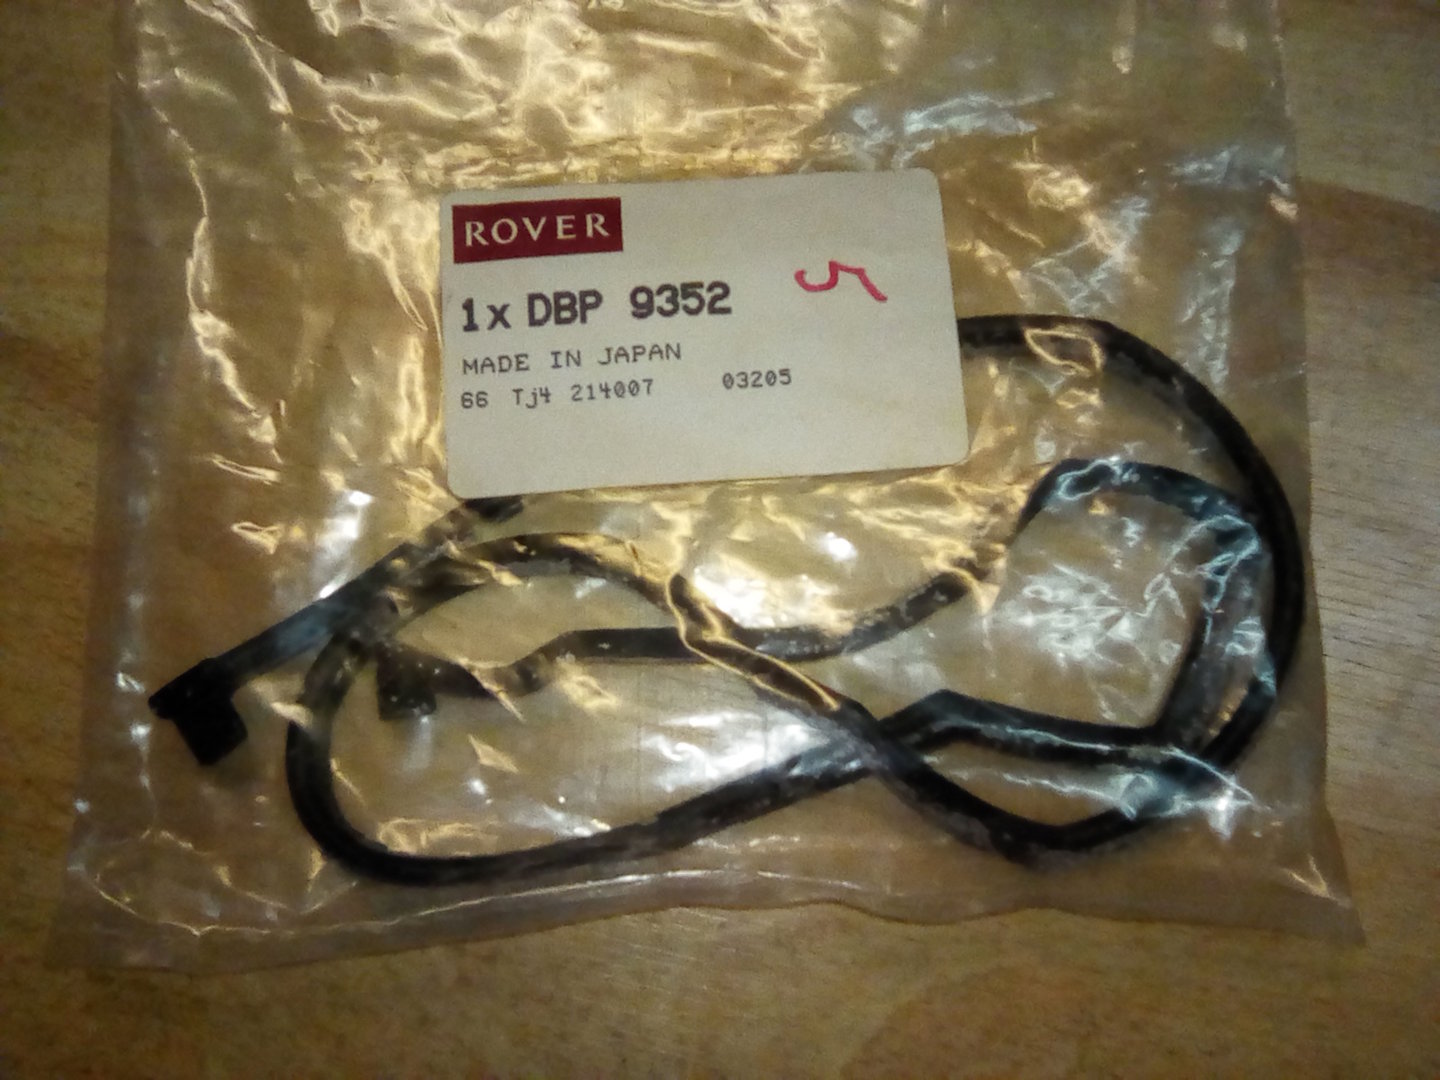 ROVER
1x DBP 9352
5
MADE IN JAPAN
66 Tj4 214007 03205